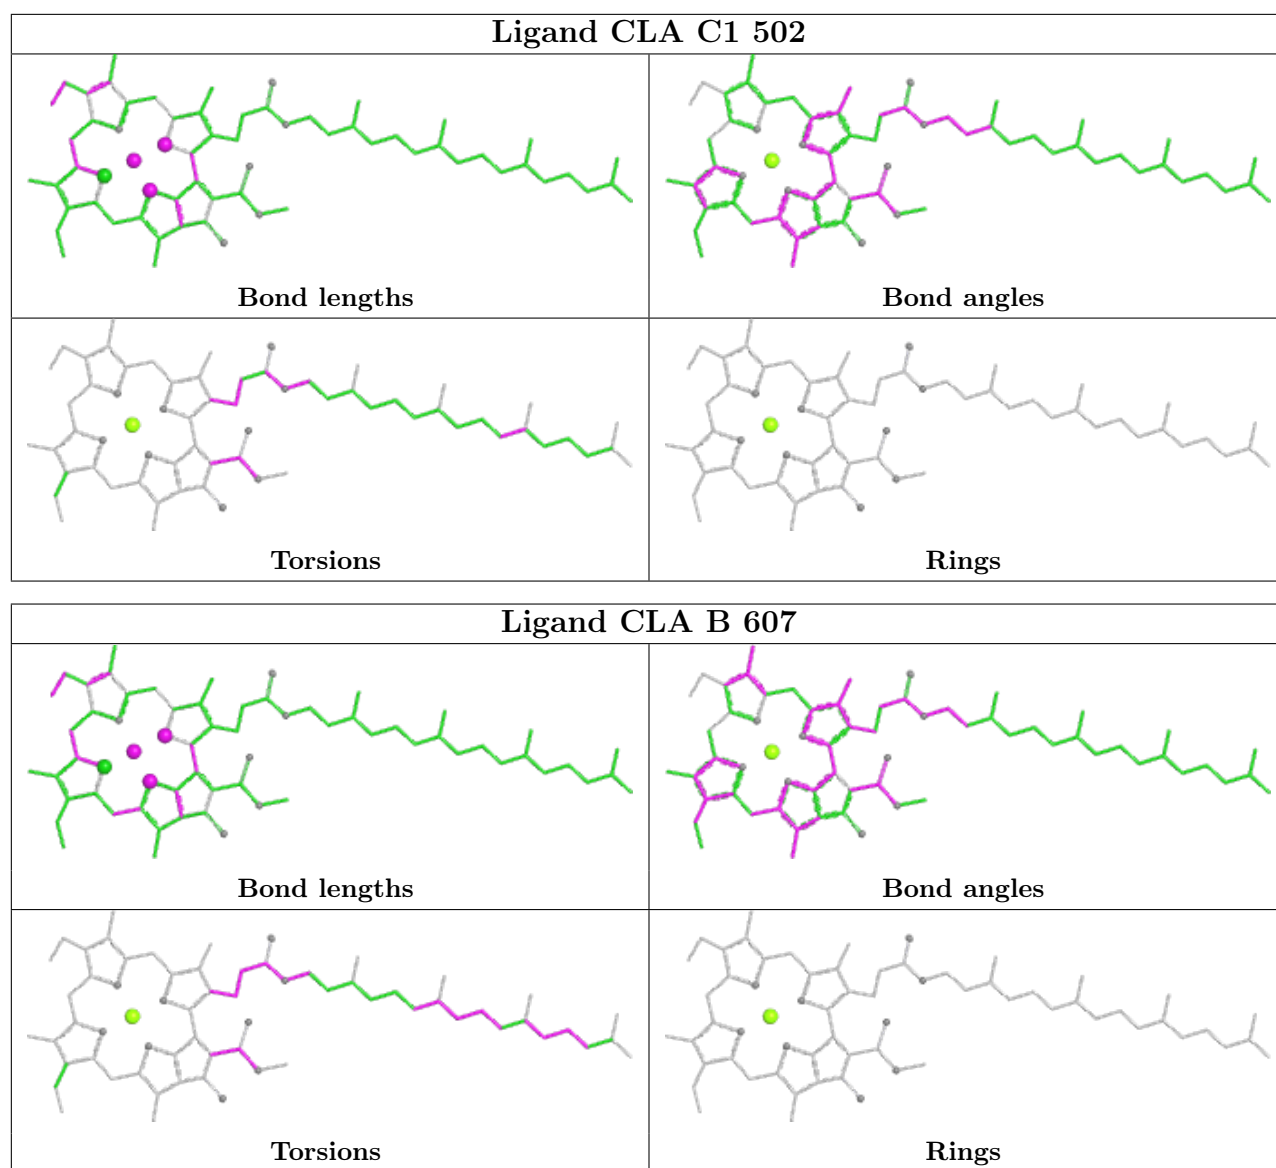 Ligand CLA C1 502
Bond lengths
Bond angles
Torsions
Rings
Ligand CLA B 607
Bond lengths
Bond angles
Torsions
Rings